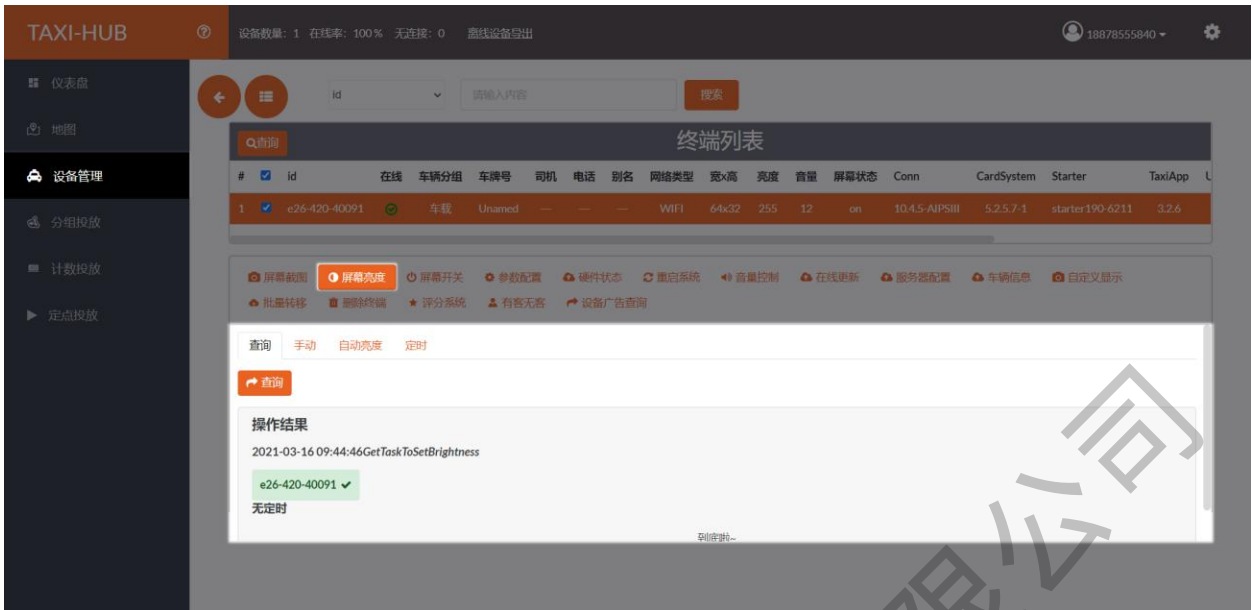 TAXI-HUB
设备数量: 1 在线率: 100% 无连接: 0 离线设备导出
18878555840
仪表盘
地图
设备管理
分组投放
计数投放
定点投放
id 请输入内容 搜索
查询 终端列表
# id 在线 车辆分组 车牌号 司机 电话 别名 网络类型 宽x高 亮度 音量 屏幕状态 Conn CardSystem Starter TaxiApp U
1 e26-420-40091 车载 Unamed — — — WIFI 64x32 255 12 on 10.4.5-AIPSIII 5.2.5.7-1 starter190-6211 3.2.6
屏幕截图 屏幕亮度 屏幕开关 参数配置 硬件状态 重启系统 音量控制 在线更新 服务器配置 车辆信息 自定义显示
批量转移 删除终端 评分系统 有客无客 设备广告查询
查询 手动 自动亮度 定时
查询
操作结果
2021-03-16 09:44:46GetTaskToSetBrightness
e26-420-40091 ✔
无定时
到底啦~
限公司